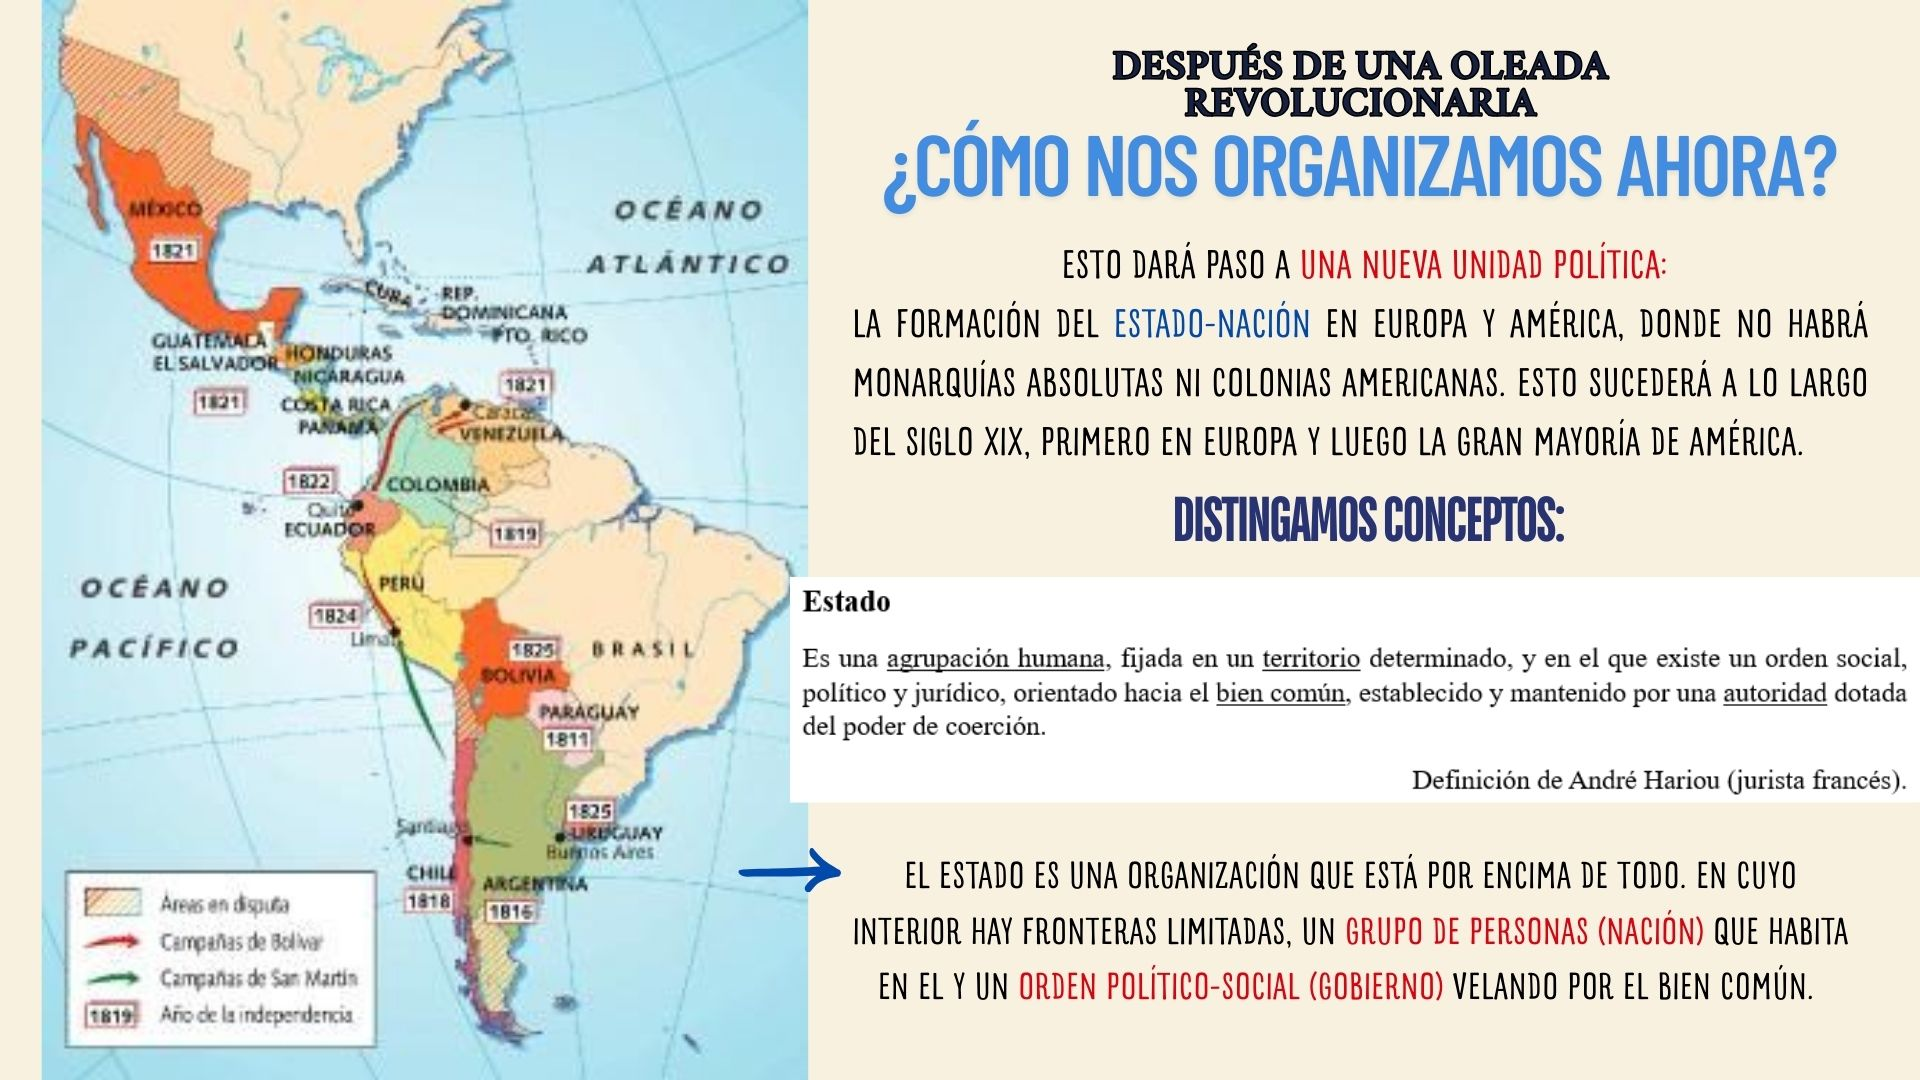 DESPUÉS DE UNA OLEADA
REVOLUCIONARIA
¿CÓMO NOS ORGANIZAMOS AHORA?
ESTO DARÁ PASO A UNA NUEVA UNIDAD POLÍTICA:
LA FORMACIÓN DEL ESTADO-NACIÓN EN EUROPA Y AMÉRICA, DONDE NO HABRÁ
MONARQUÍAS ABSOLUTAS NI COLONIAS AMERICANAS. ESTO SUCEDERÁ A LO LARGO
DEL SIGLO XIX, PRIMERO EN EUROPA Y LUEGO LA GRAN MAYORÍA DE AMÉRICA.
DISTINGAMOS CONCEPTOS:
Estado
Es una agrupación humana, fijada en un territorio determinado, y en el que existe un orden social,
político y jurídico, orientado hacia el bien común, establecido y mantenido por una autoridad dotada
del poder de coerción.
Definición de André Hariou (jurista francés).
EL ESTADO ES UNA ORGANIZACIÓN QUE ESTÁ POR ENCIMA DE TODO. EN CUYO
INTERIOR HAY FRONTERAS LIMITADAS, UN GRUPO DE PERSONAS (NACIÓN) QUE HABITA
EN EL Y UN ORDEN POLÍTICO-SOCIAL (GOBIERNO) VELANDO POR EL BIEN COMÚN.
MÉXICO
1821
OCÉANO
ATLÁNTICO
CUBA
REP.
DOMINICANA
PTO. RICO
GUATEMALA
EL SALVADOR
HONDURAS
NICARAGUA
1821
COSTA RICA
PANAMÁ
1821
Caracas
VENEZUELA
1822
Quito
ECUADOR
COLOMBIA
1819
OCÉANO
PACÍFICO
PERÚ
1824
Lima
1825
BOLIVIA
BRASIL
PARAGUAY
1811
1825
URUGUAY
Buenos Aires
Santiago
CHILE
1818
ARGENTINA
1816
Áreas en disputa
Campañas de Bolívar
Campañas de San Martín
1819 Año de la independencia